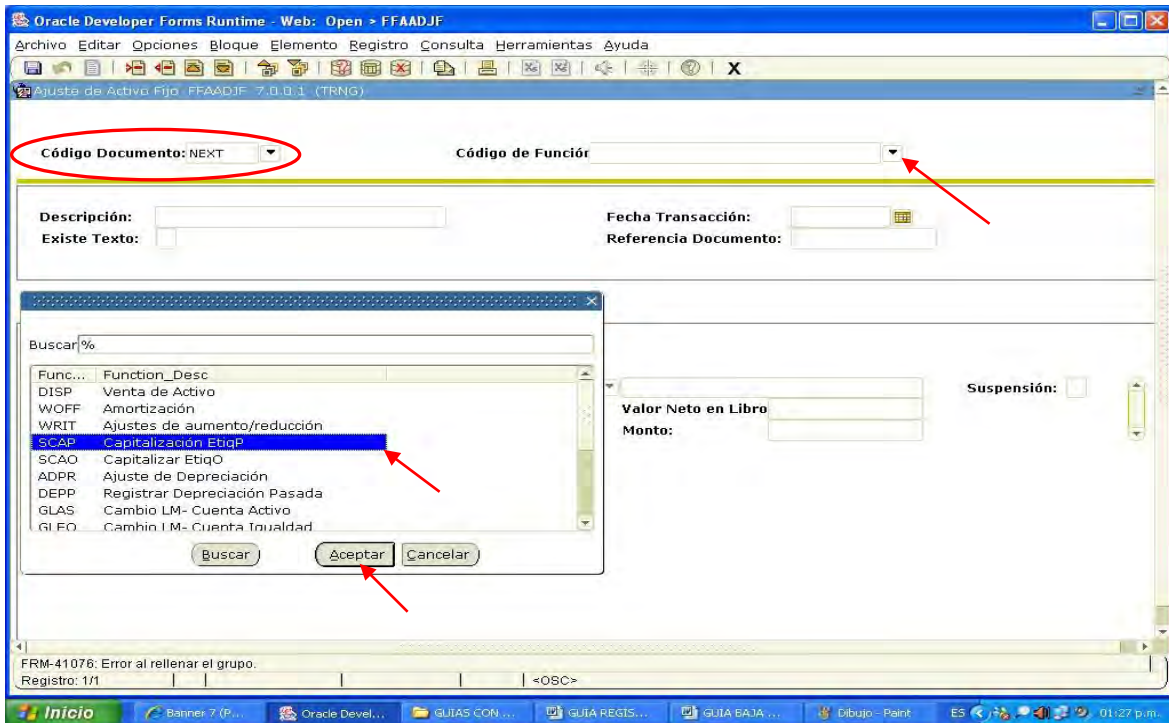 Oracle Developer Forms Runtime - Web: Open > FFAADJF
Archivo Editar Opciones Bloque Elemento Registro Consulta Herramientas Ayuda
X
Ajuste de Activo Fijo FFAADJF 7.0.0.1 (TRNG)
Código Documento: NEXT Código de Funciór
Descripción: Fecha Transacción:
Existe Texto: Referencia Documento:
Buscar %
Func... Function_Desc
DISP Venta de Activo
WOFF Amortización
WRIT Ajustes de aumento/reducción
SCAP Capitalización EtiqP
SCAO Capitalizar EtiqO
ADPR Ajuste de Depreciación
DEPP Registrar Depreciación Pasada
GLAS Cambio LM- Cuenta Activo
GLEQ Cambio LM- Cuenta Igualdad
Buscar Aceptar Cancelar
Suspensión:
Valor Neto en Libro
Monto:
FRM-41076: Error al rellenar el grupo.
Registro: 1/1 <OSC>
Inicio Banner 7 (P... Oracle Devel... GUIAS CON ... GUIA REGIS... GUIA BAJA ... Dibujo - Paint ES 01:27 p.m.